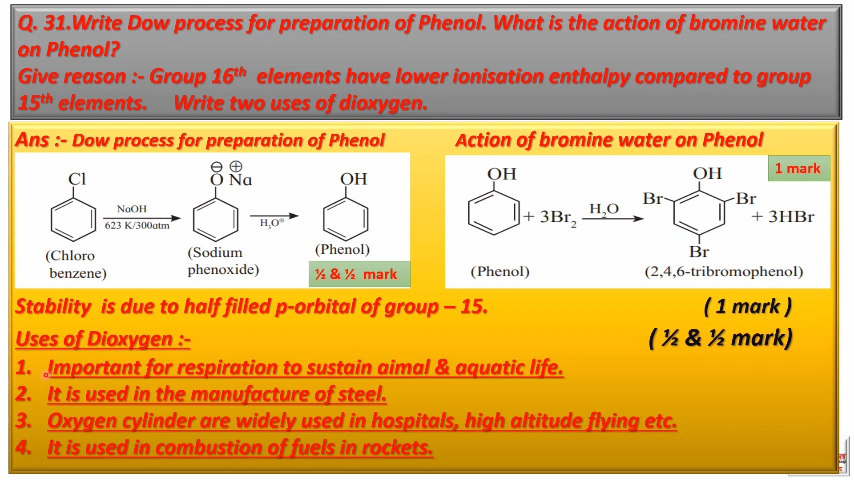 Q. 31.Write Dow process for preparation of Phenol. What is the action of bromine water
on Phenol?
Give reason :- Group 16th elements have lower ionisation enthalpy compared to group
15th elements. Write two uses of dioxygen.
Ans :- Dow process for preparation of Phenol
Cl
NaOH
623 K/300atm
(Chloro
benzene)
⊖ ⊕
O Na
(Sodium
phenoxide)
H3O⊕
OH
(Phenol)
½ & ½ mark
Action of bromine water on Phenol
1 mark
OH
+ 3Br2
H2O
(Phenol)
OH
Br
Br
Br
+ 3HBr
(2,4,6-tribromophenol)
Stability is due to half filled p-orbital of group – 15. ( 1 mark )
Uses of Dioxygen :- ( ½ & ½ mark)
1. Important for respiration to sustain aimal & aquatic life.
2. It is used in the manufacture of steel.
3. Oxygen cylinder are widely used in hospitals, high altitude flying etc.
4. It is used in combustion of fuels in rockets.